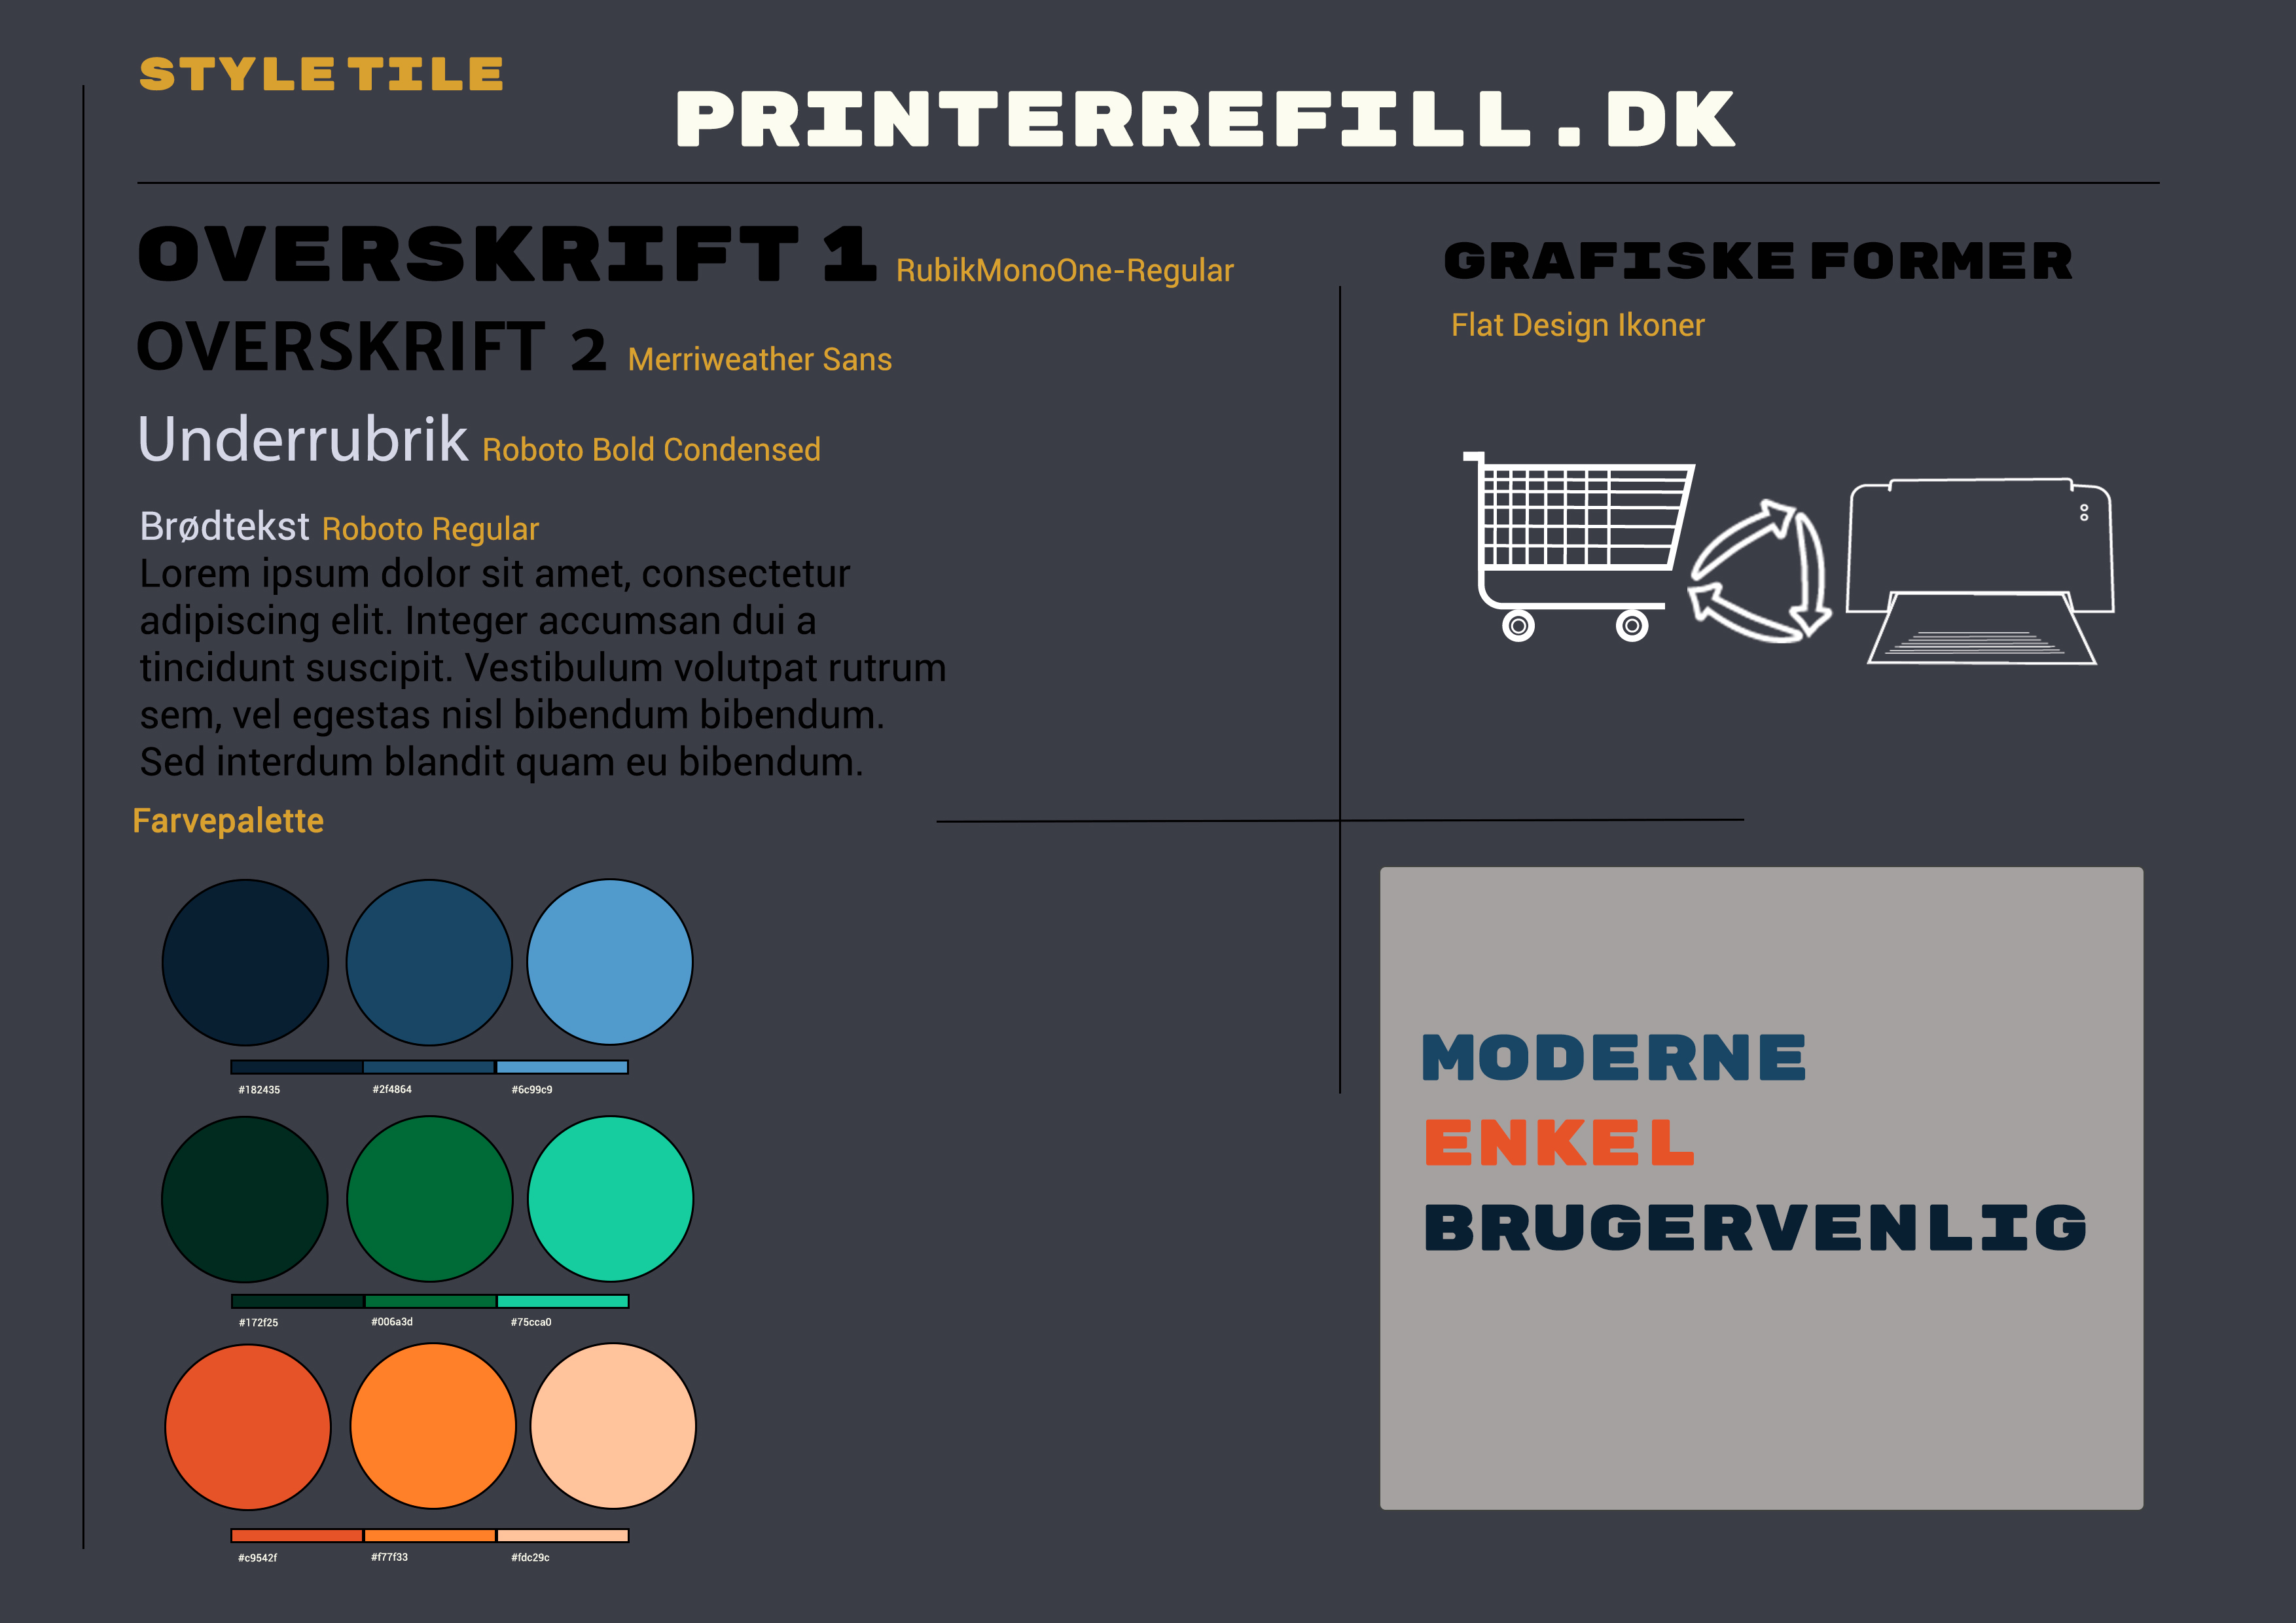 STYLE TILE
PRINTERREFILL.DK
OVERSKRIFT 1 RubikMonoOne-Regular
OVERSKRIFT 2 Merriweather Sans
Underrubrik Roboto Bold Condensed
Brødtekst Roboto Regular
Lorem ipsum dolor sit amet, consectetur
adipiscing elit. Integer accumsan dui a
tincidunt suscipit. Vestibulum volutpat rutrum
sem, vel egestas nisl bibendum bibendum.
Sed interdum blandit quam eu bibendum.
Farvepalette
#182435 #2f4864 #6c99c9
#172f25 #006a3d #75cca0
#c9542f #f77f33 #fdc29c
GRAFISKE FORMER
Flat Design Ikoner
MODERNE
ENKEL
BRUGERVENLIG